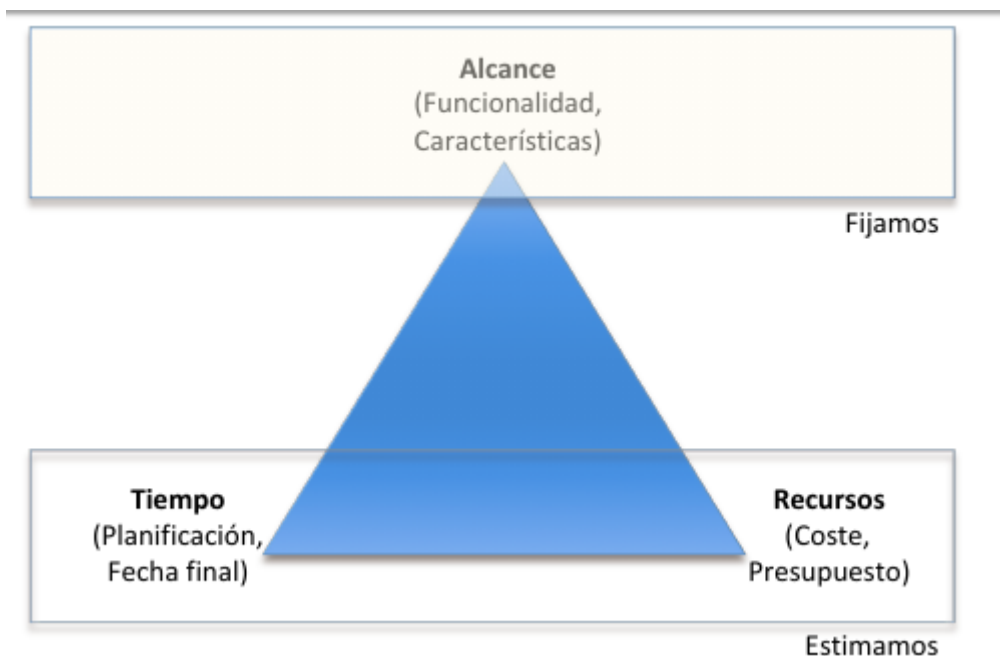 Alcance
(Funcionalidad,
Características)
Fijamos
Tiempo
(Planificación,
Fecha final)
Recursos
(Coste,
Presupuesto)
Estimamos